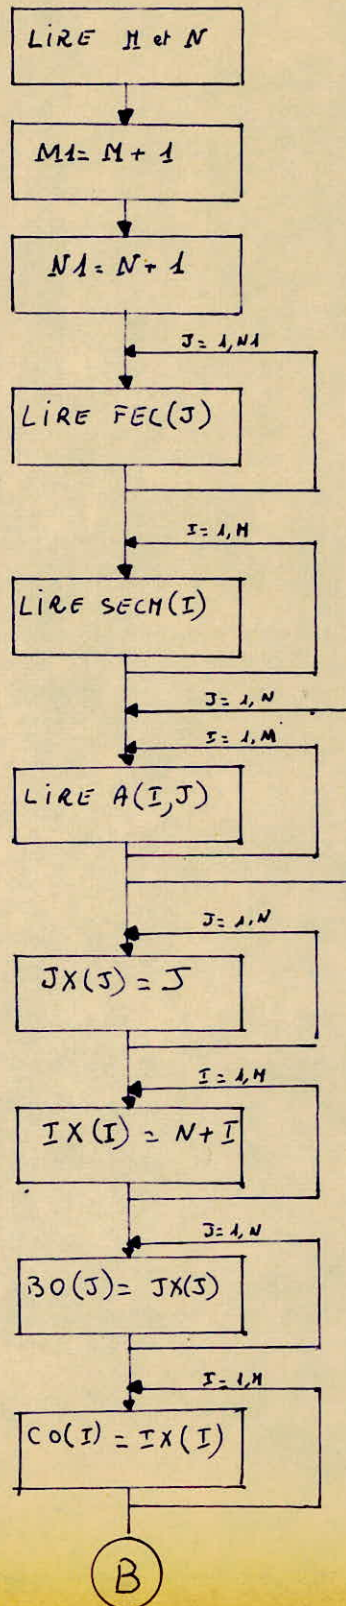 LIRE M et N
M1= M + 1
N1= N+ 1
J= 1, N1
LIRE FEC(J)
I= 1, M
LIRE SECM(I)
J= 1, N
I= 1, M
LIRE A(I,J)
J= 1, N
JX(J) = J
I= 1, M
IX(I) = N+I
J= 1, N
BO(J)= JX(J)
I= 1, M
CO(I) = IX(I)
B